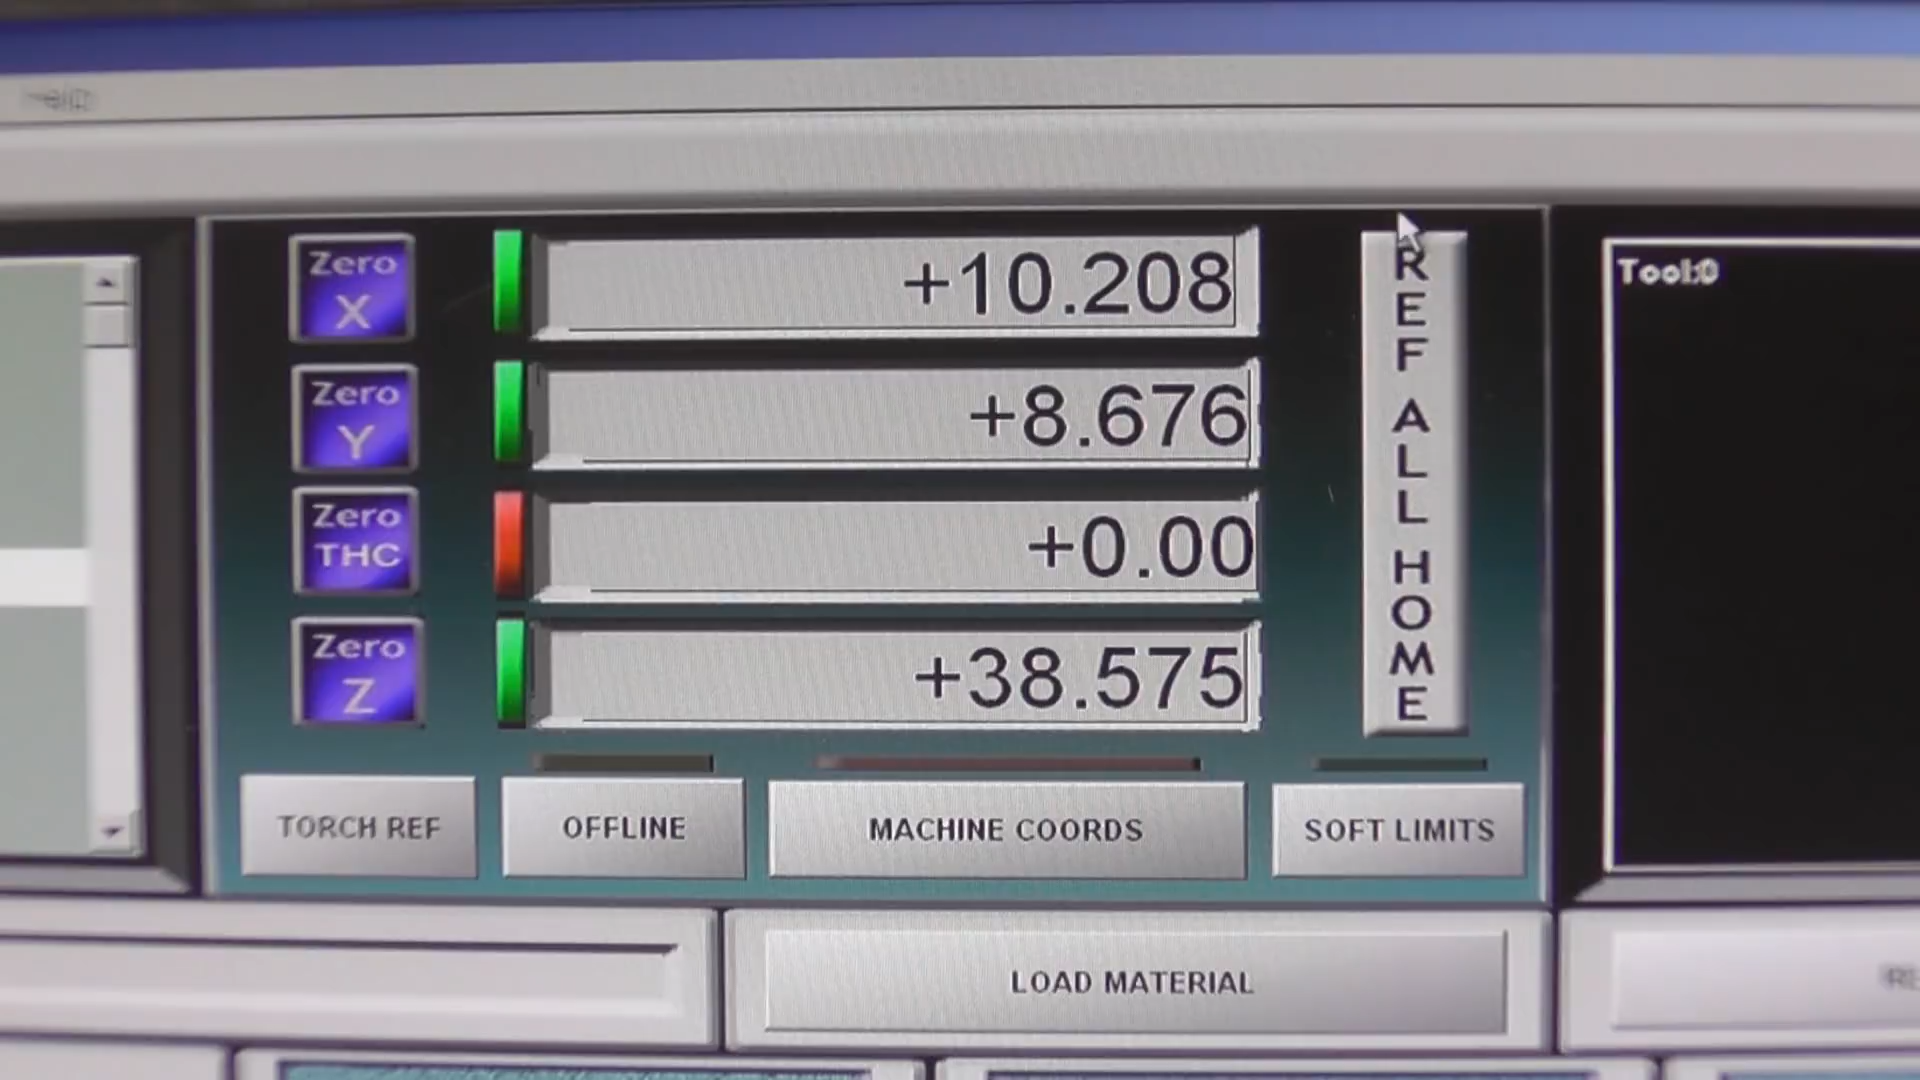 Help
Zero
X
+10.208
Zero
Y
+8.676
Zero
THC
+0.00
Zero
Z
+38.575
REF ALL HOME
Tool:0
TORCH REF
OFFLINE
MACHINE COORDS
SOFT LIMITS
LOAD MATERIAL